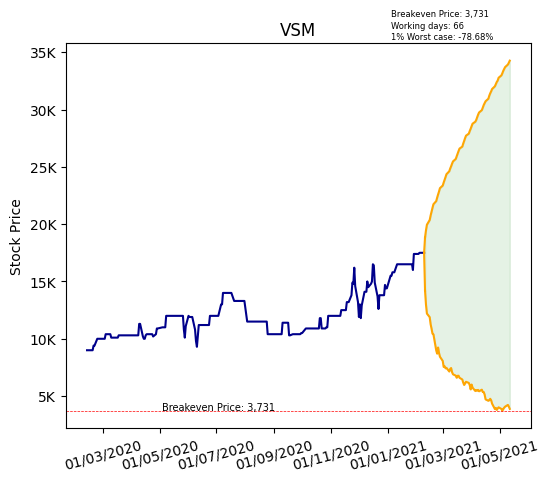 Breakeven Price: 3,731
Working days: 66
1% Worst case: -78.68%
VSM
Stock Price
35K
30K
25K
20K
15K
10K
5K
Breakeven Price: 3,731
01/03/2020
01/05/2020
01/07/2020
01/09/2020
01/11/2020
01/01/2021
01/03/2021
01/05/2021